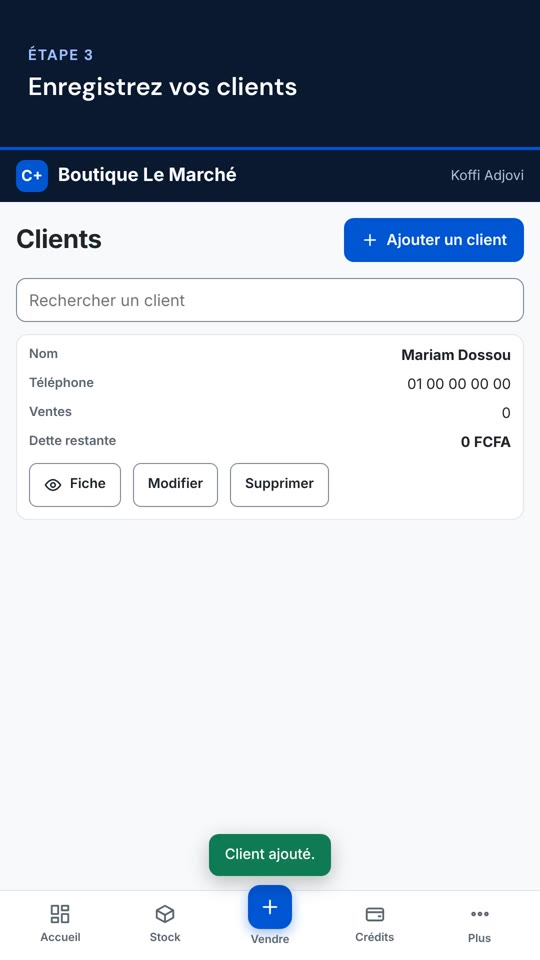 ÉTAPE 3
Enregistrez vos clients
C+ Boutique Le Marché Koffi Adjovi
Clients + Ajouter un client
Rechercher un client
Nom Mariam Dossou
Téléphone 01 00 00 00 00
Ventes 0
Dette restante 0 FCFA
Fiche Modifier Supprimer
Client ajouté.
Accueil Stock Vendre Crédits Plus